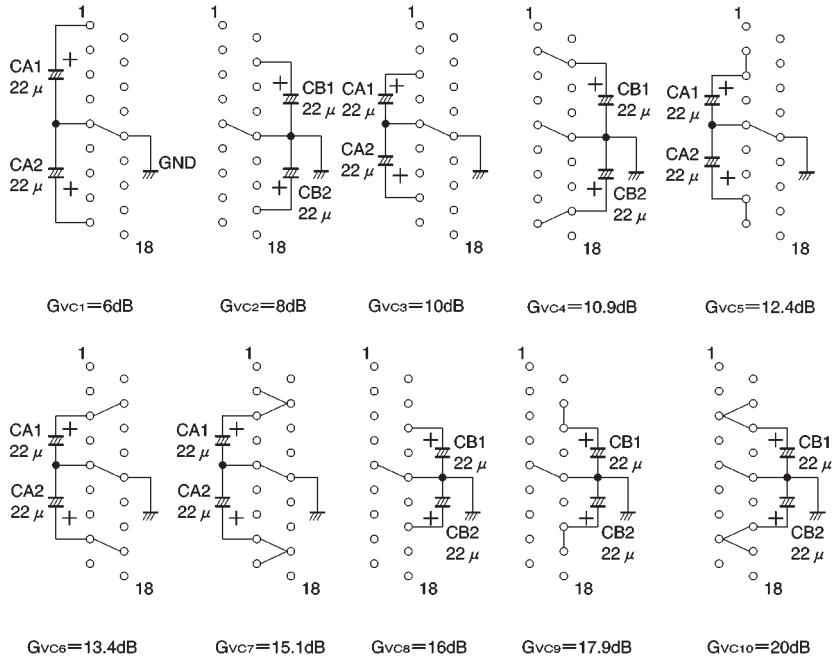 1
CA1
22 μ
CA2
22 μ
GND
18
GVC1=6dB
1
CB1
22 μ
CB2
22 μ
18
GVC2=8dB
1
CA1
22 μ
CA2
22 μ
18
GVC3=10dB
1
CB1
22 μ
CB2
22 μ
18
GVC4=10.9dB
1
CA1
22 μ
CA2
22 μ
18
GVC5=12.4dB
1
CA1
22 μ
CA2
22 μ
18
GVC6=13.4dB
1
CA1
22 μ
CA2
22 μ
18
GVC7=15.1dB
1
CB1
22 μ
CB2
22 μ
18
GVC8=16dB
1
CB1
22 μ
CB2
22 μ
18
GVC9=17.9dB
1
CB1
22 μ
CB2
22 μ
18
GVC10=20dB